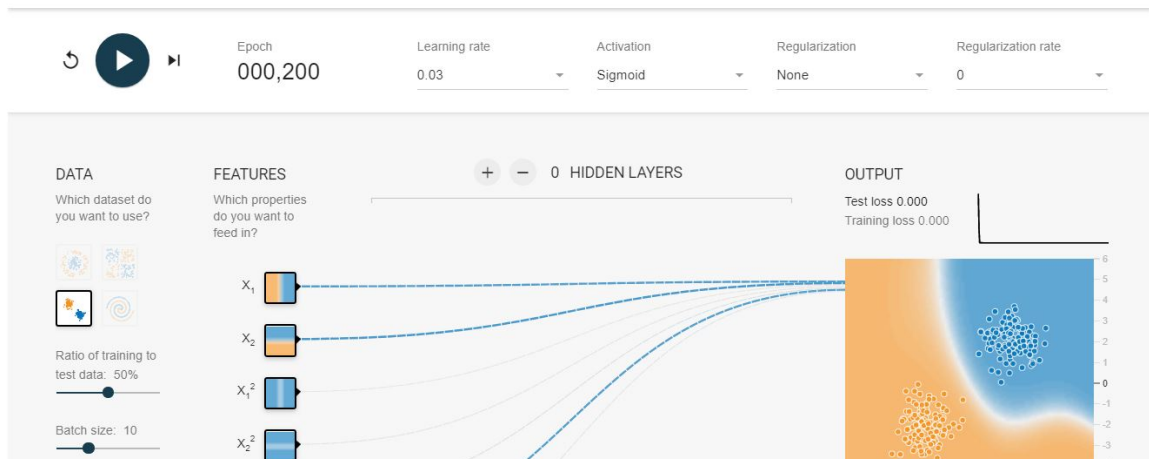 Epoch
000,200
Learning rate
0.03
Activation
Sigmoid
Regularization
None
Regularization rate
0
DATA
Which dataset do
you want to use?
Ratio of training to
test data: 50%
Batch size: 10
FEATURES
Which properties
do you want to
feed in?
X₁
X₂
X₁²
X₂²
+ − 0 HIDDEN LAYERS
OUTPUT
Test loss 0.000
Training loss 0.000
6
5
4
3
2
1
0
-1
-2
-3